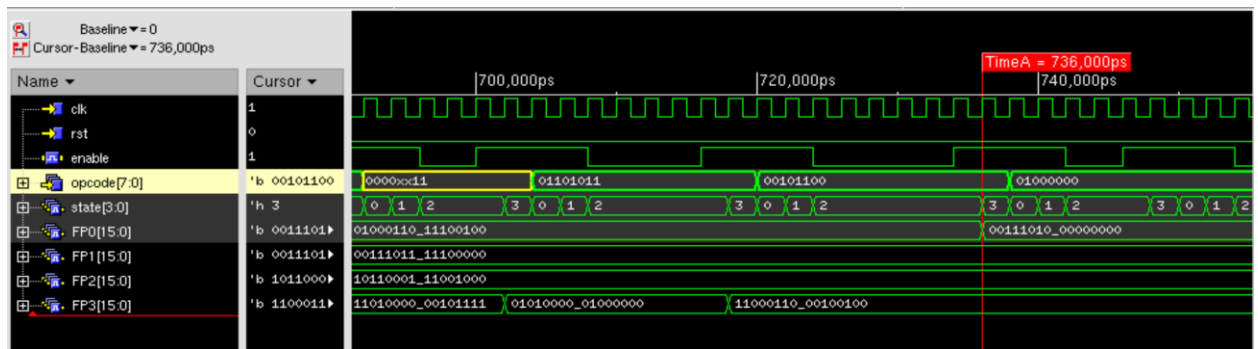 Baseline▼= 0
Cursor-Baseline▼= 736,000ps
TimeA = 736,000ps
Name ▼ Cursor ▼ 700,000ps 720,000ps 740,000ps
clk 1
rst 0
enable 1
opcode[7:0] 'b 00101100 0000xx11 01101011 00101100 01000000
state[3:0] 'h 3 0 1 2 3 0 1 2 3 0 1 2 3 0 1 2 3 0 1 2
FP0[15:0] 'b 0011101▶ 01000110_11100100 00111010_00000000
FP1[15:0] 'b 0011101▶ 00111011_11100000
FP2[15:0] 'b 1011000▶ 10110001_11001000
FP3[15:0] 'b 1100011▶ 11010000_00101111 01010000_01000000 11000110_00100100